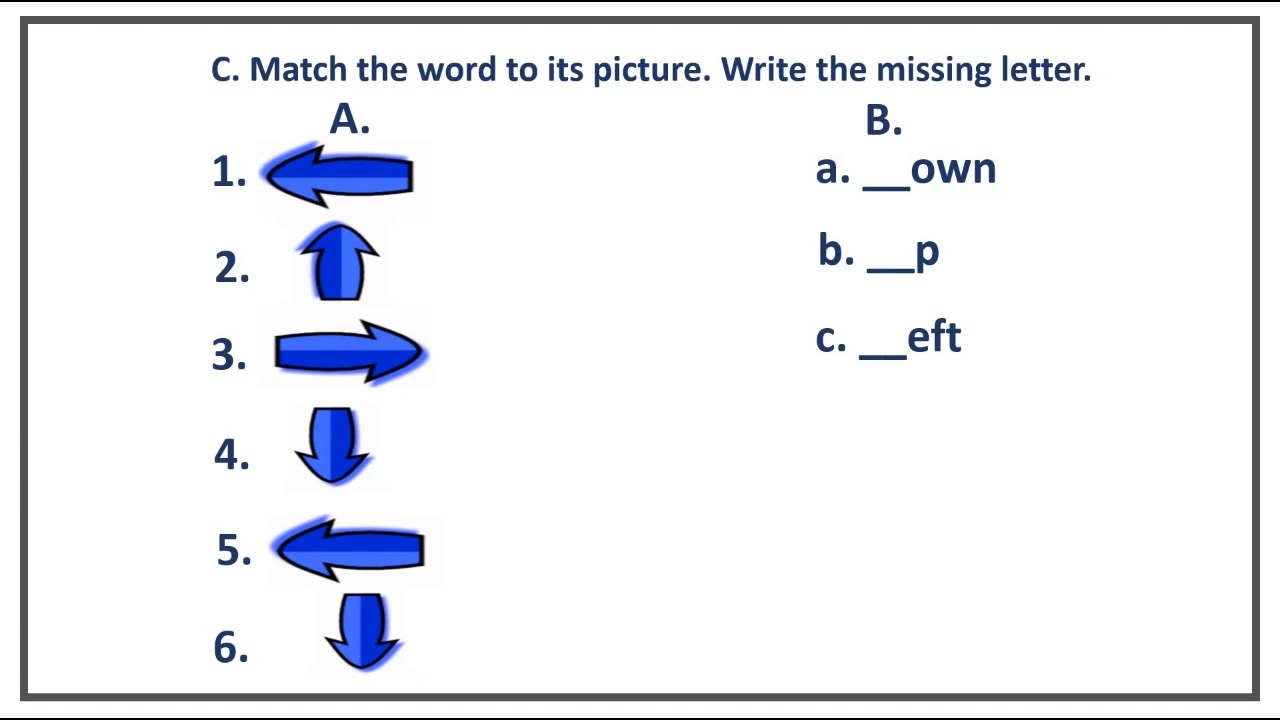 C. Match the word to its picture. Write the missing letter.
A.
B.
1.
a. __own
2.
b. __p
3.
c. __eft
4.
5.
6.